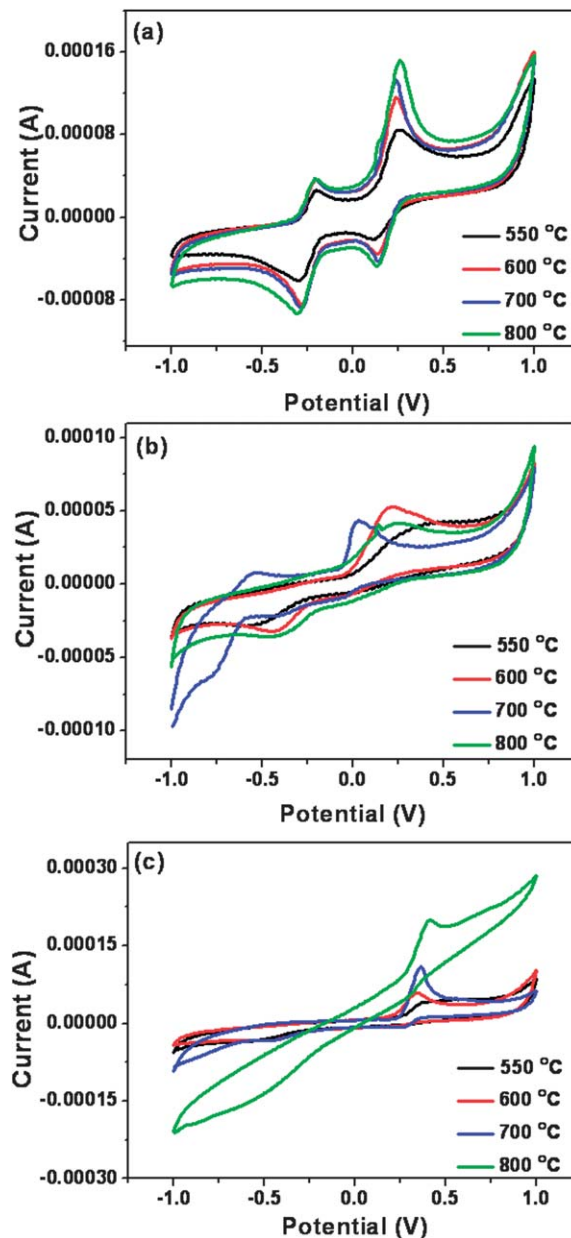 (a)
0.00016
0.00008
0.00000
-0.00008
Current (A)
550 °C
600 °C
700 °C
800 °C
-1.0 -0.5 0.0 0.5 1.0
Potential (V)
(b)
0.00010
0.00005
0.00000
-0.00005
-0.00010
Current (A)
550 °C
600 °C
700 °C
800 °C
-1.0 -0.5 0.0 0.5 1.0
Potential (V)
(c)
0.00030
0.00015
0.00000
-0.00015
-0.00030
Current (A)
550 °C
600 °C
700 °C
800 °C
-1.0 -0.5 0.0 0.5 1.0
Potential (V)